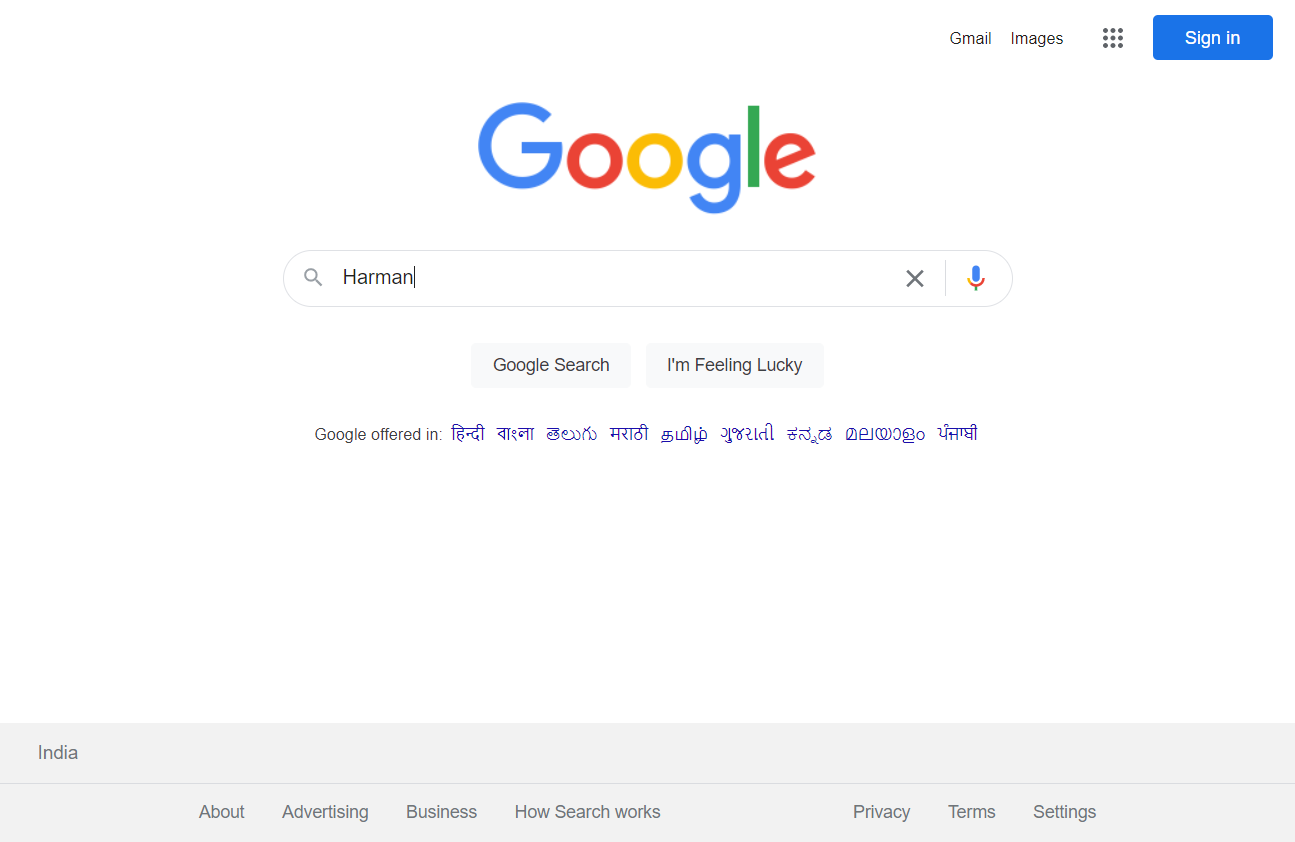 Gmail Images Sign in
Google
Harman
Google Search I'm Feeling Lucky
Google offered in: हिन्दी বাংলা తెలుగు मराठी தமிழ் ગુજરાતી ಕನ್ನಡ മലയാളം ਪੰਜਾਬੀ
India
About Advertising Business How Search works Privacy Terms Settings